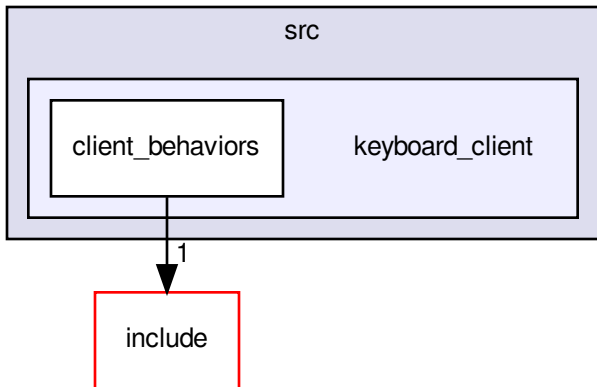 src
client_behaviors
keyboard_client
1
include